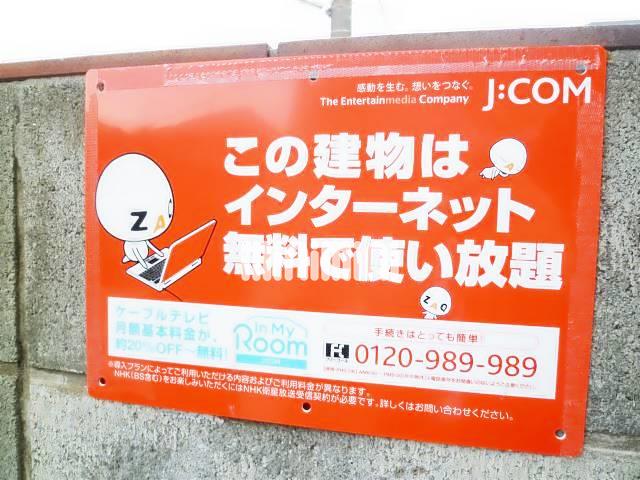 感動を生む。想いをつなぐ。
The Entertainmedia Company
J:COM
この建物は
インターネット
無料で使い放題
ZAQ
ZAQ
ケーブルテレビ
月額基本料金が、
約20%OFF～無料!
In My
Room
手続きはとっても簡単!
0120-989-989
※導入プランによってご利用いただける内容およびご利用料金が異なります。
NHK(BS含む)をお楽しみいただくにはNHK衛星放送受信契約が必要です。詳しくはお問い合わせください。